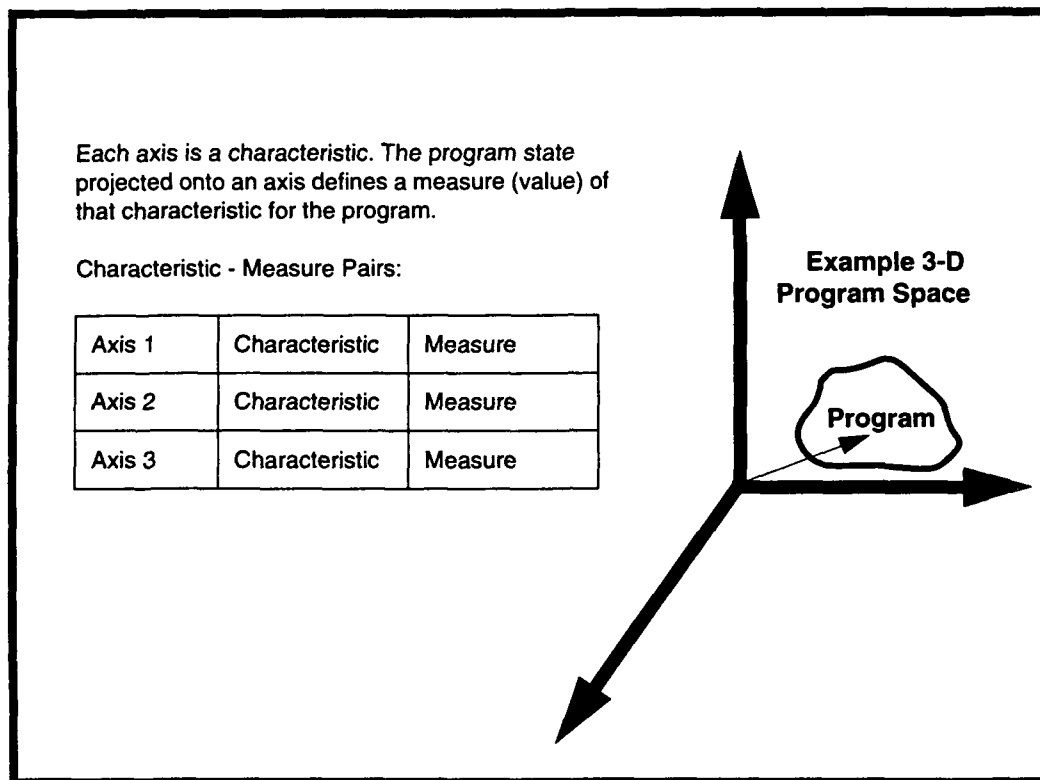 Each axis is a characteristic. The program state
projected onto an axis defines a measure (value) of
that characteristic for the program.
Characteristic - Measure Pairs:
Axis 1 Characteristic Measure
Axis 2 Characteristic Measure
Axis 3 Characteristic Measure
Example 3-D
Program Space
Program